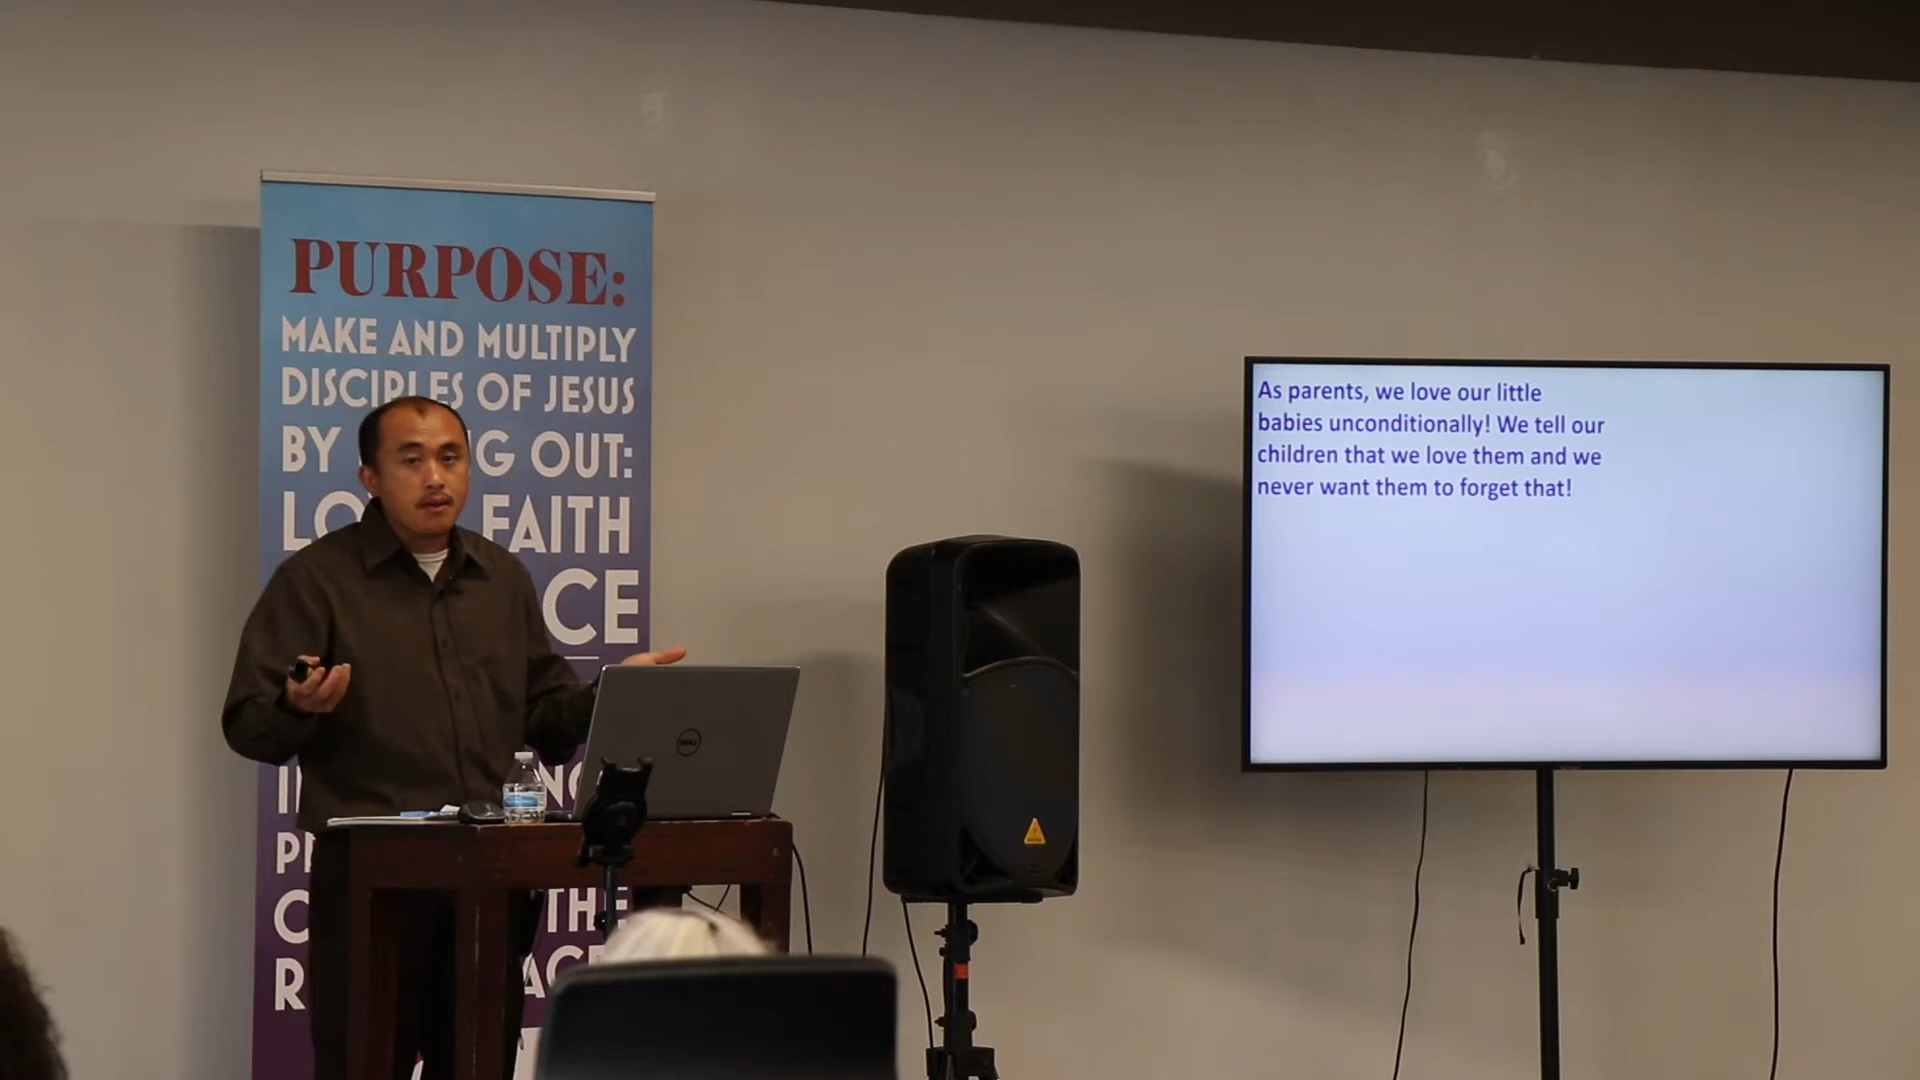 PURPOSE:
MAKE AND MULTIPLY
DISCIPLES OF JESUS
BY OUT:
FAITH
THE
As parents, we love our little
babies unconditionally! We tell our
children that we love them and we
never want them to forget that!
DELL